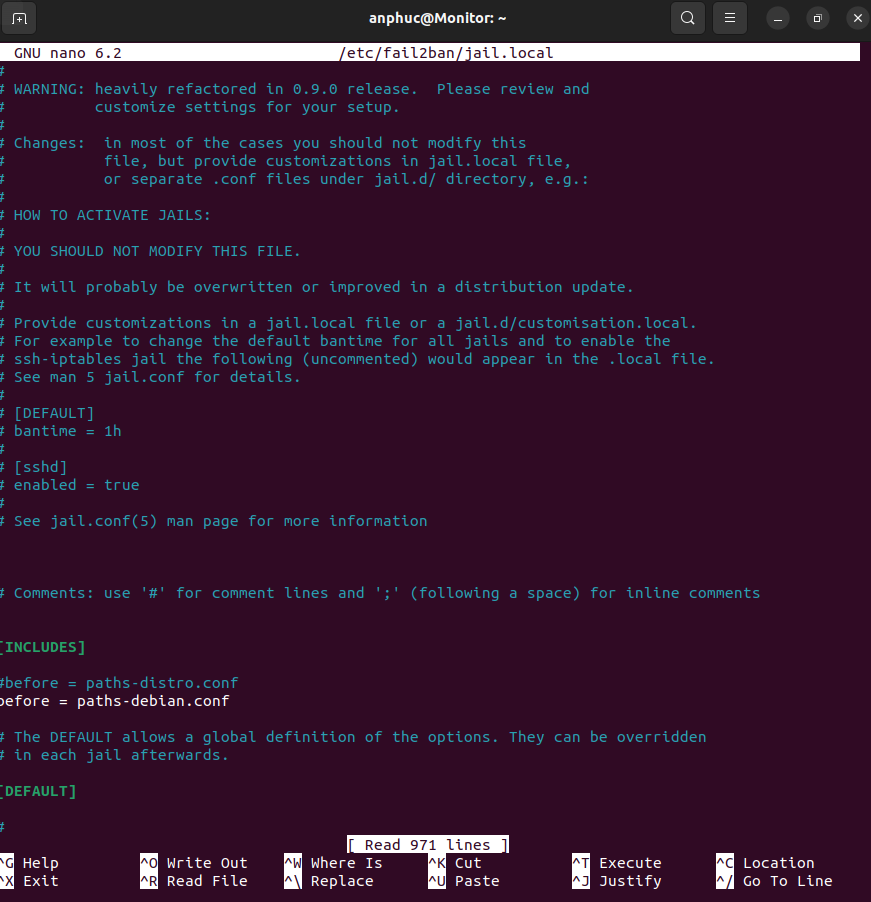 anphuc@Monitor: ~
GNU nano 6.2 /etc/fail2ban/jail.local
#
# WARNING: heavily refactored in 0.9.0 release.  Please review and
#          customize settings for your setup.
#
# Changes:  in most of the cases you should not modify this
#           file, but provide customizations in jail.local file,
#           or separate .conf files under jail.d/ directory, e.g.:
#
# HOW TO ACTIVATE JAILS:
#
# YOU SHOULD NOT MODIFY THIS FILE.
#
# It will probably be overwritten or improved in a distribution update.
#
# Provide customizations in a jail.local file or a jail.d/customisation.local.
# For example to change the default bantime for all jails and to enable the
# ssh-iptables jail the following (uncommented) would appear in the .local file.
# See man 5 jail.conf for details.
#
# [DEFAULT]
# bantime = 1h
#
# [sshd]
# enabled = true
#
# See jail.conf(5) man page for more information
# Comments: use '#' for comment lines and ';' (following a space) for inline comments
[INCLUDES]
#before = paths-distro.conf
before = paths-debian.conf
# The DEFAULT allows a global definition of the options. They can be overridden
# in each jail afterwards.
[DEFAULT]
#
[ Read 971 lines ]
^G Help ^O Write Out ^W Where Is ^K Cut ^T Execute ^C Location
^X Exit ^R Read File ^\ Replace ^U Paste ^J Justify ^/ Go To Line